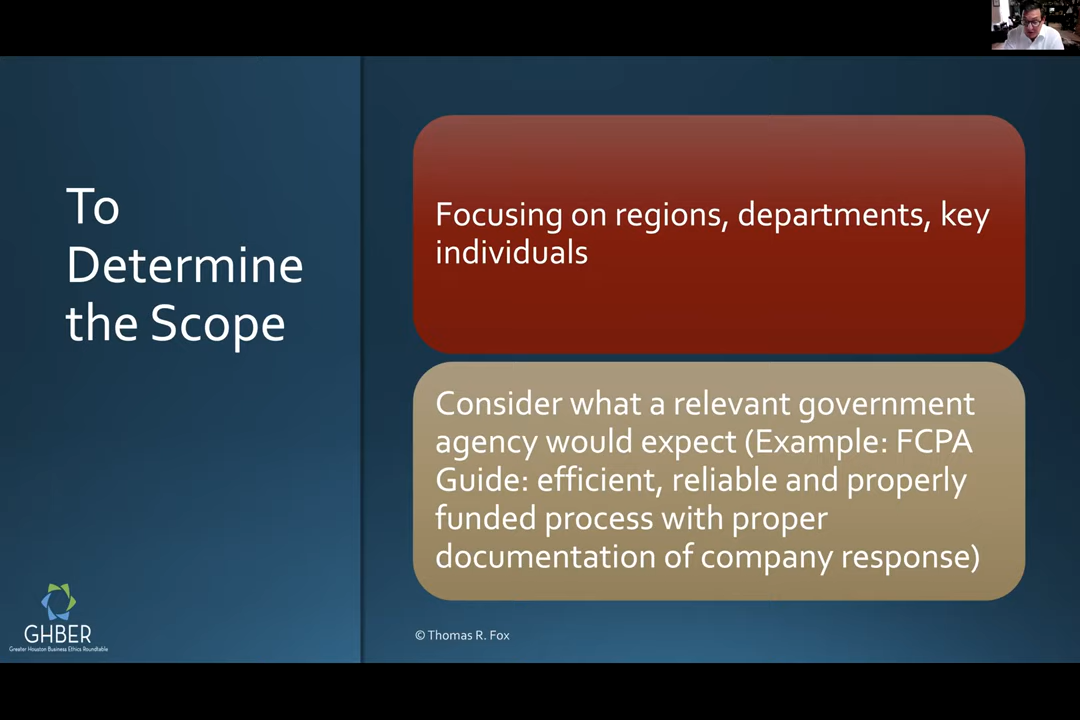 To
Determine
the Scope
Focusing on regions, departments, key
individuals
Consider what a relevant government
agency would expect (Example: FCPA
Guide: efficient, reliable and properly
funded process with proper
documentation of company response)
GHBER
Greater Houston Business Ethics Roundtable
© Thomas R. Fox